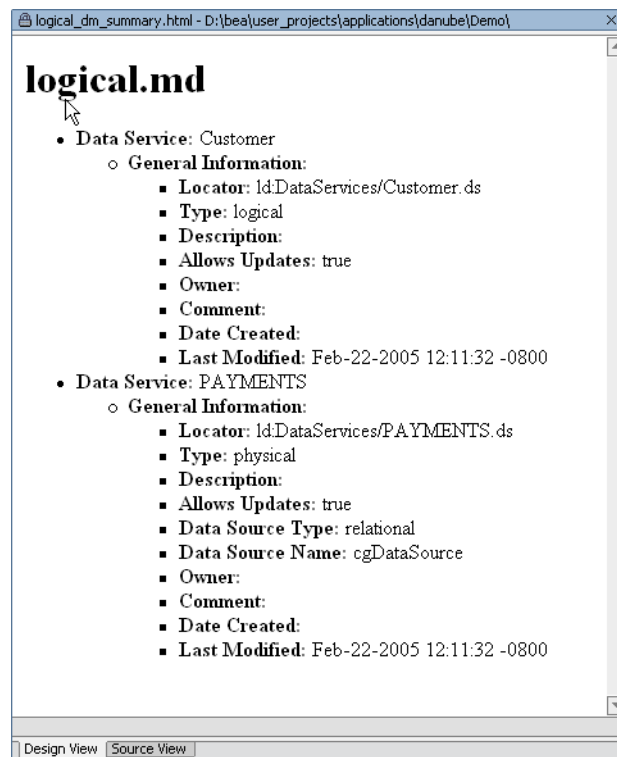 logical_dm_summary.html - D:\bea\user_projects\applications\danube\Demo\
logical.md
Data Service: Customer
General Information:
Locator: ld:DataServices/Customer.ds
Type: logical
Description:
Allows Updates: true
Owner:
Comment:
Date Created:
Last Modified: Feb-22-2005 12:11:32 -0800
Data Service: PAYMENTS
General Information:
Locator: ld:DataServices/PAYMENTS.ds
Type: physical
Description:
Allows Updates: true
Data Source Type: relational
Data Source Name: cgDataSource
Owner:
Comment:
Date Created:
Last Modified: Feb-22-2005 12:11:32 -0800
Design View Source View